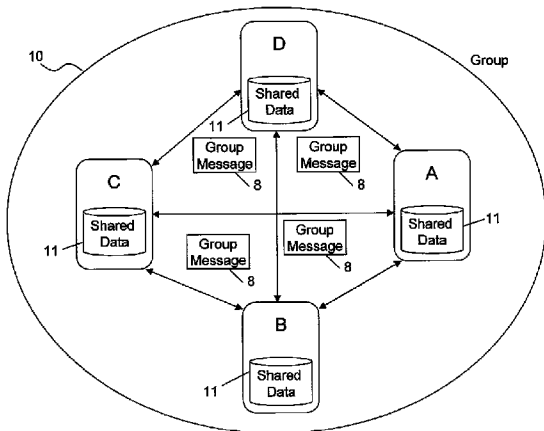 D
10
Group
Shared
Data
11
Group
Message
8
Group
Message
8
C
A
Shared
Data
11
Shared
Data
11
Group
Message
8
Group
Message
8
B
11
Shared
Data